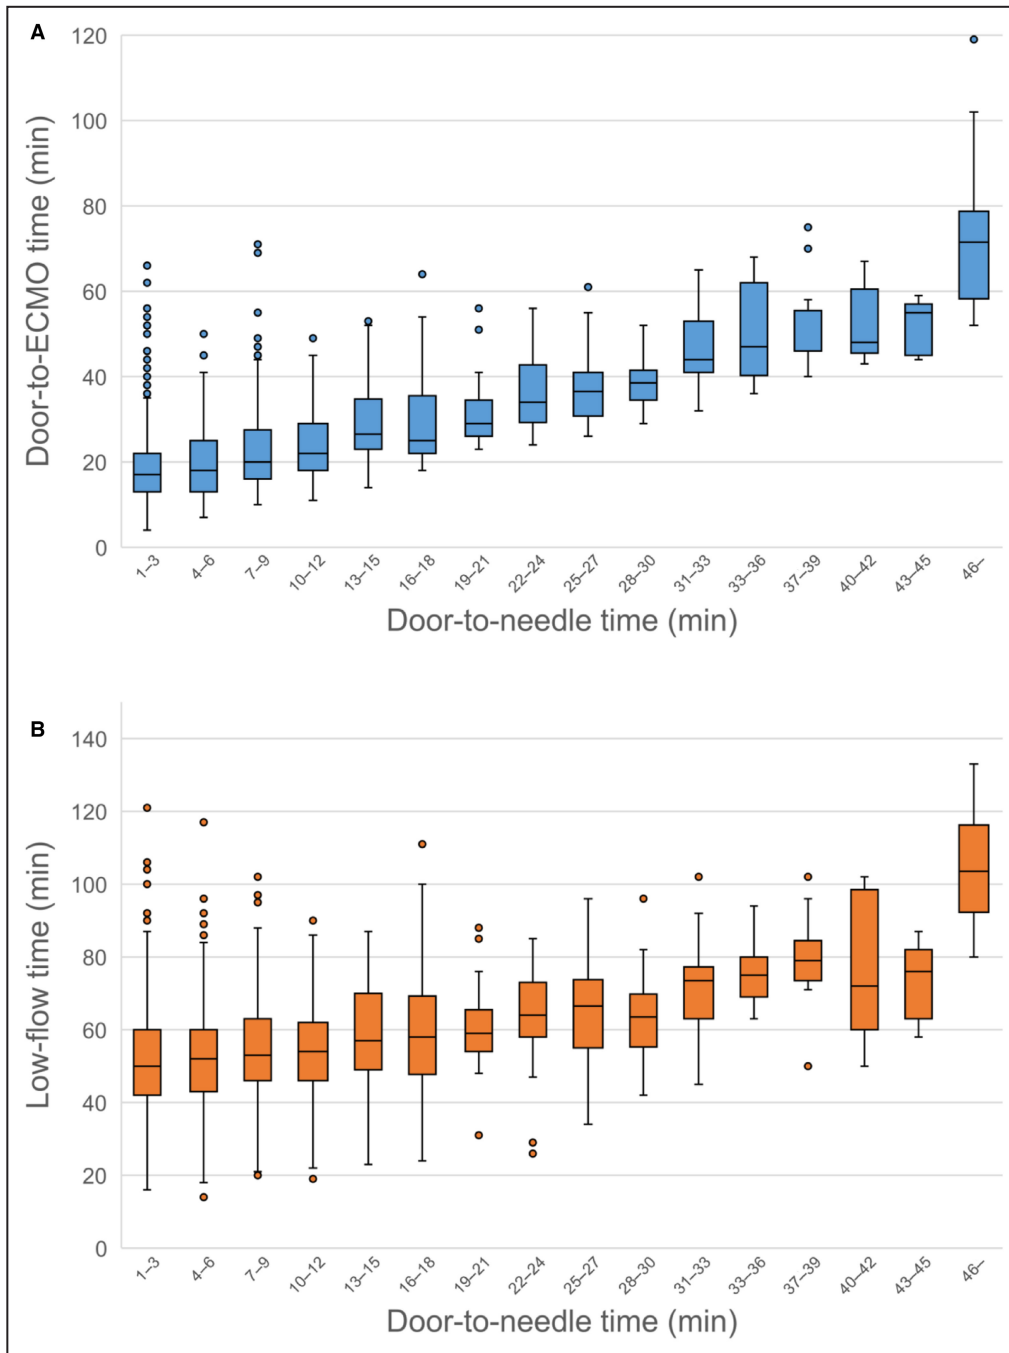 A
Door-to-ECMO time (min)
120
100
80
60
40
20
0
1–3 4–6 7–9 10–12 13–15 16–18 19–21 22–24 25–27 28–30 31–33 33–36 37–39 40–42 43–45 46–
Door-to-needle time (min)
B
Low-flow time (min)
140
120
100
80
60
40
20
0
1–3 4–6 7–9 10–12 13–15 16–18 19–21 22–24 25–27 28–30 31–33 33–36 37–39 40–42 43–45 46–
Door-to-needle time (min)